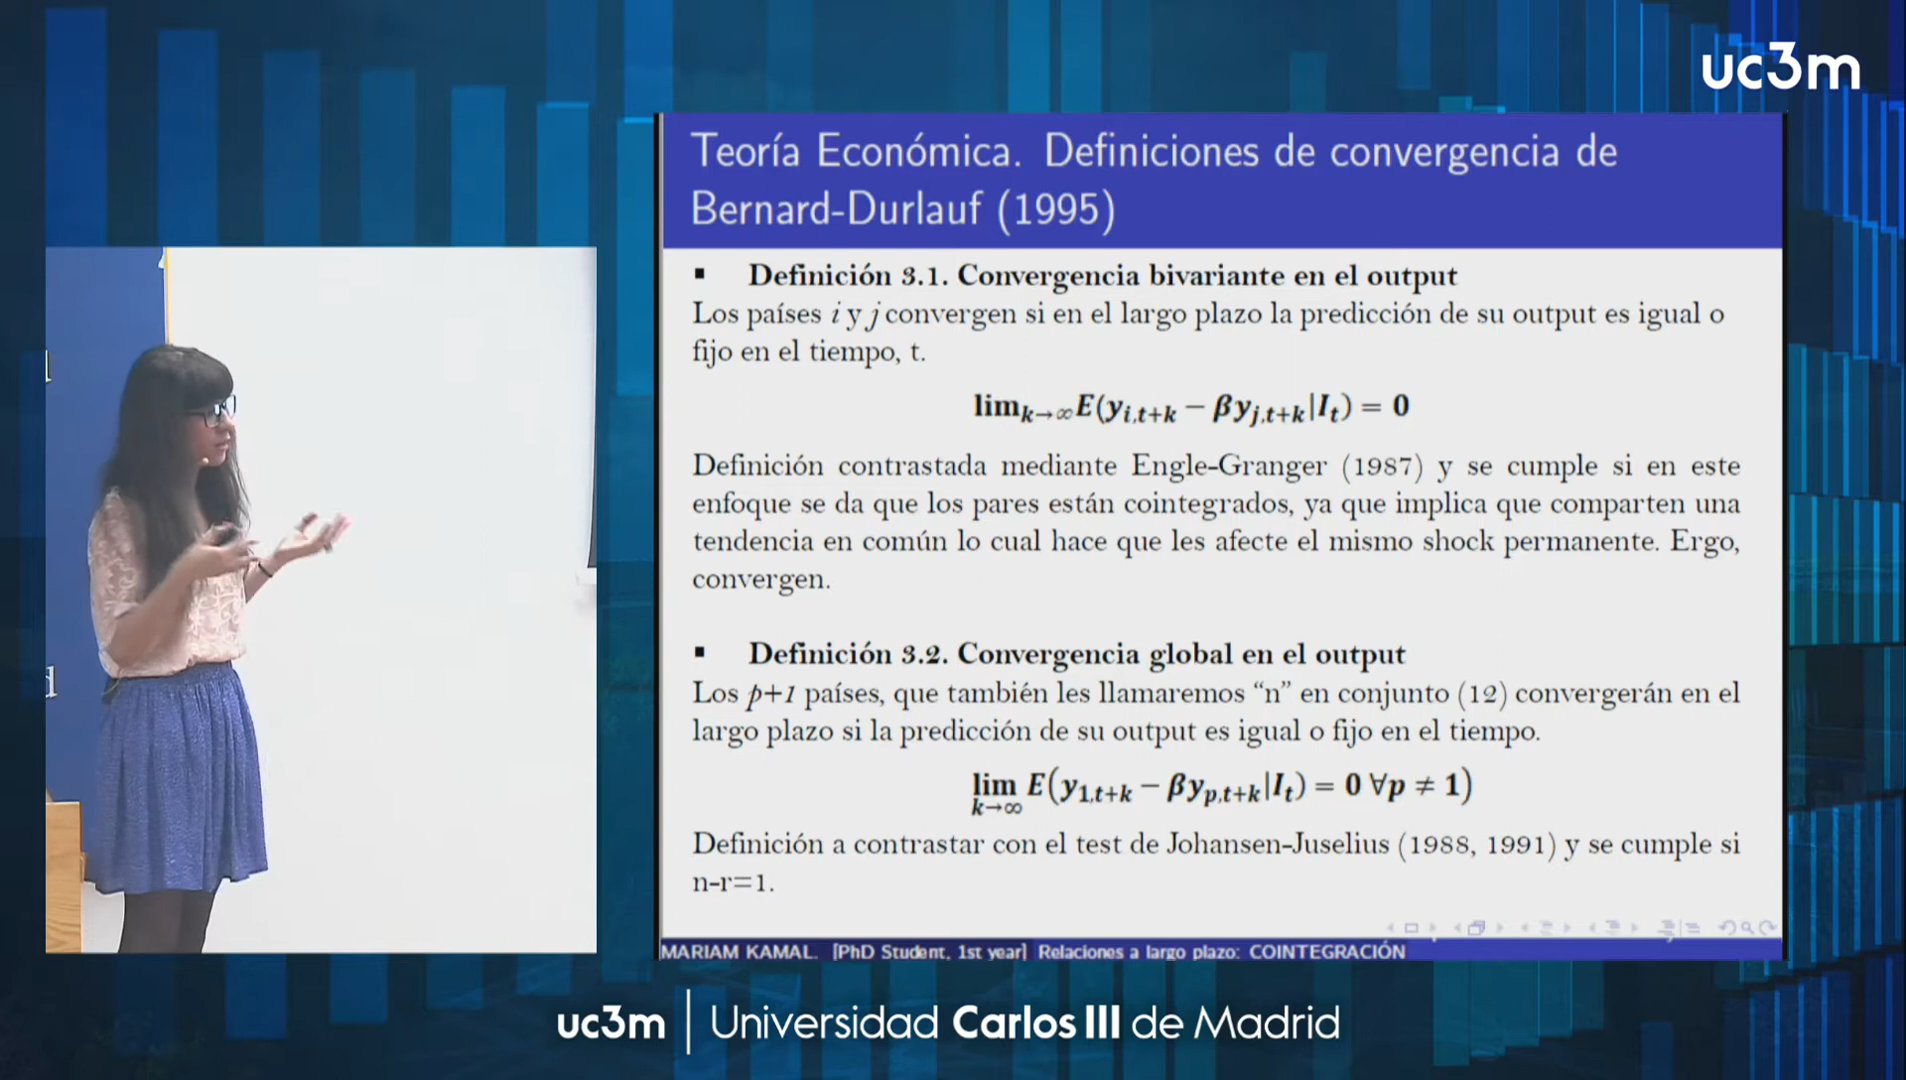 uc3m
Teoría Económica. Definiciones de convergencia de
Bernard-Durlauf (1995)
▪ Definición 3.1. Convergencia bivariante en el output
Los países i y j convergen si en el largo plazo la predicción de su output es igual o
fijo en el tiempo, t.
lim_{k→∞} E(y_{i,t+k} − βy_{j,t+k}|I_t) = 0
Definición contrastada mediante Engle-Granger (1987) y se cumple si en este
enfoque se da que los pares están cointegrados, ya que implica que comparten una
tendencia en común lo cual hace que les afecte el mismo shock permanente. Ergo,
convergen.
▪ Definición 3.2. Convergencia global en el output
Los p+1 países, que también les llamaremos “n” en conjunto (12) convergerán en el
largo plazo si la predicción de su output es igual o fijo en el tiempo.
lim_{k→∞} E(y_{1,t+k} − βy_{p,t+k}|I_t) = 0 ∀p ≠ 1)
Definición a contrastar con el test de Johansen-Juselius (1988, 1991) y se cumple si
n-r=1.
MARIAM KAMAL. [PhD Student, 1st year] Relaciones a largo plazo: COINTEGRACIÓN
uc3m | Universidad Carlos III de Madrid